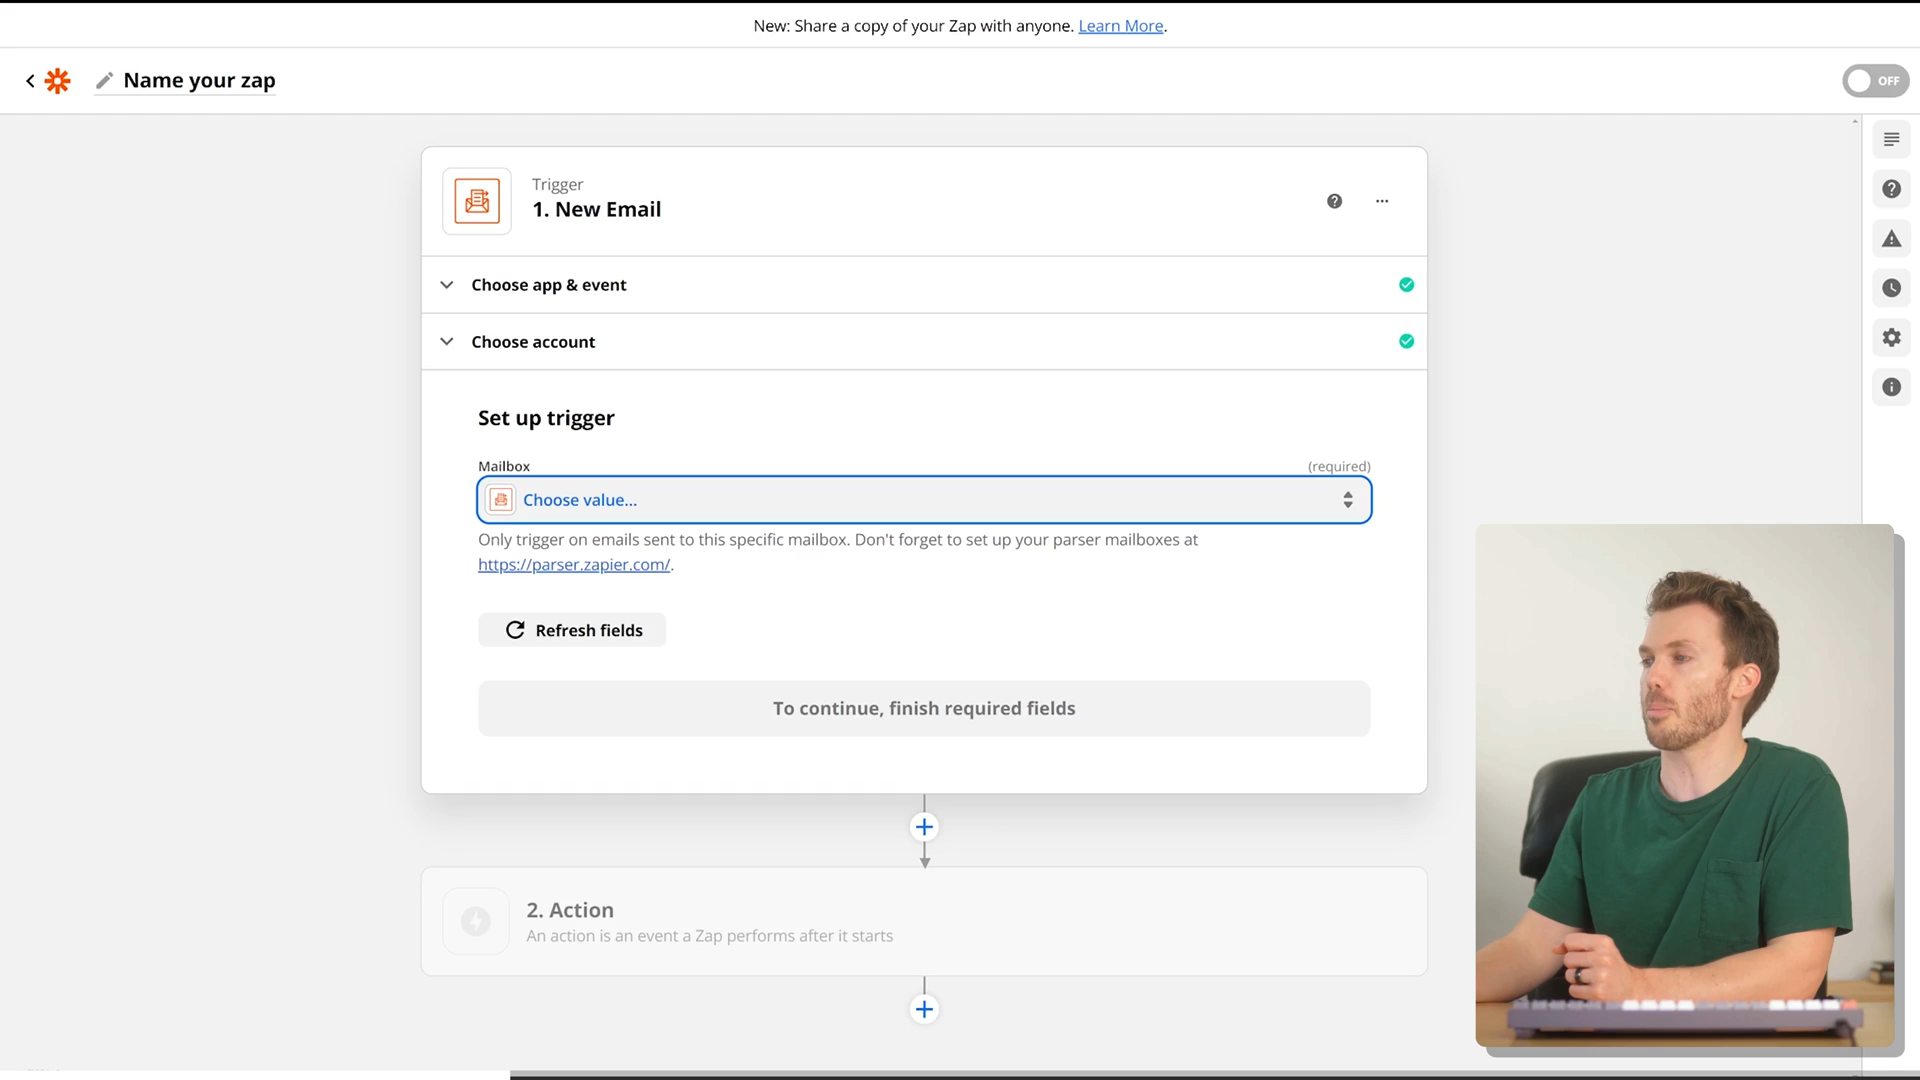 New: Share a copy of your Zap with anyone. Learn More.
Name your zap
OFF
Trigger
1. New Email
Choose app & event
Choose account
Set up trigger
Mailbox
(required)
Choose value...
Only trigger on emails sent to this specific mailbox. Don't forget to set up your parser mailboxes at
https://parser.zapier.com/.
Refresh fields
To continue, finish required fields
2. Action
An action is an event a Zap performs after it starts